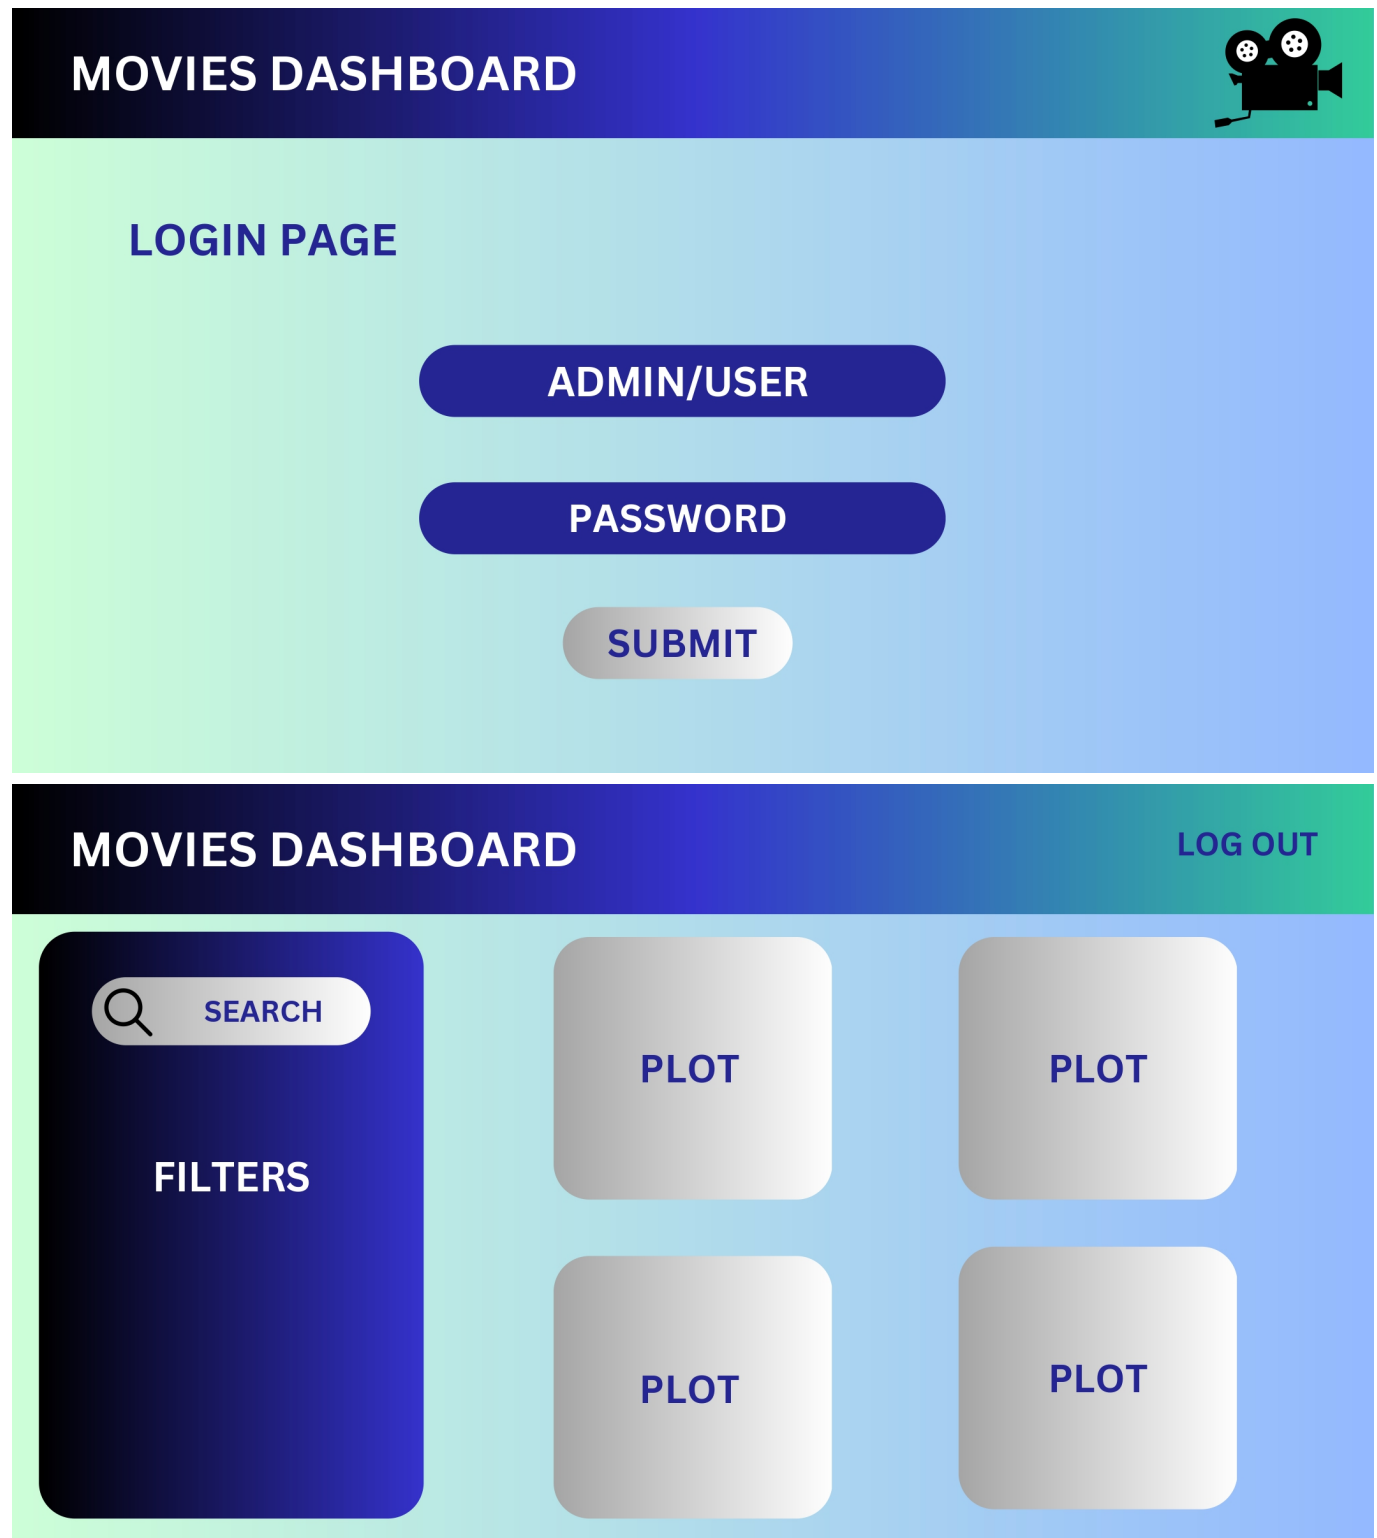 MOVIES DASHBOARD
LOGIN PAGE
ADMIN/USER
PASSWORD
SUBMIT
MOVIES DASHBOARD
LOG OUT
SEARCH
FILTERS
PLOT
PLOT
PLOT
PLOT